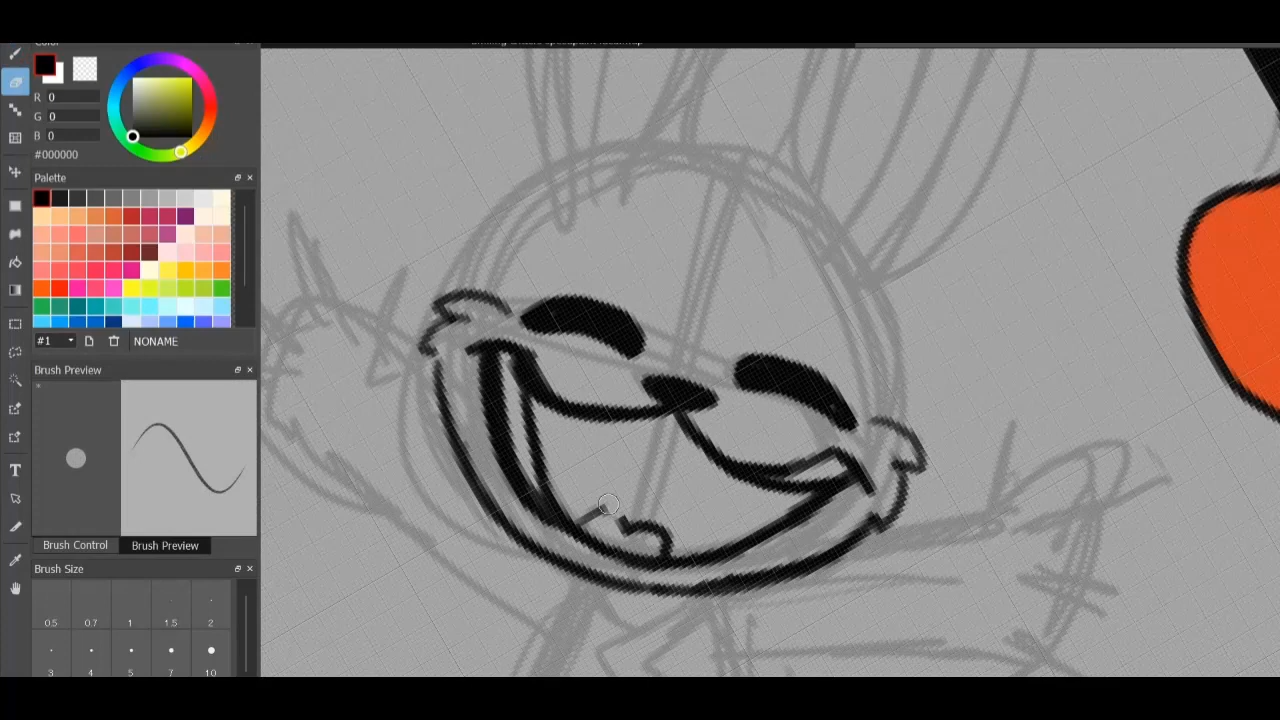 Color
R 0
G 0
B 0
#000000
Palette
#1
NONAME
Brush Preview
Brush Control
Brush Preview
Brush Size
0.5 0.7 1 1.5 2
3 4 5 7 10
T